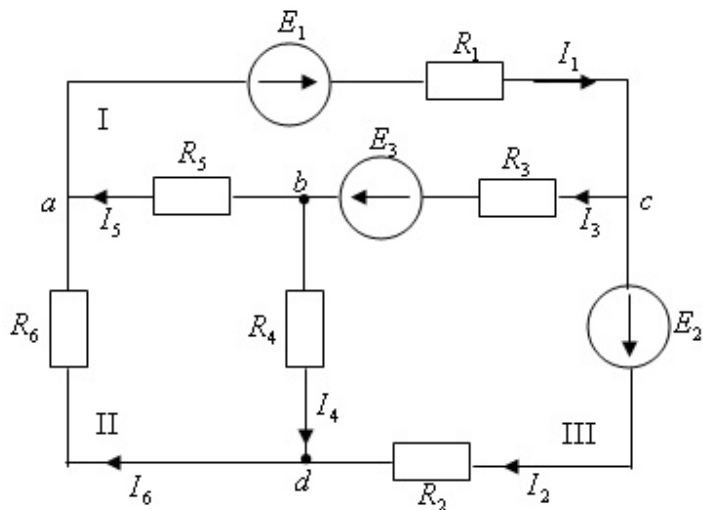 E₁ R₁ I₁
I
R₅ b E₃ R₃
a I₅ I₃ c
R₆ R₄ E₂
II I₄ III
I₆ d R₂ I₂